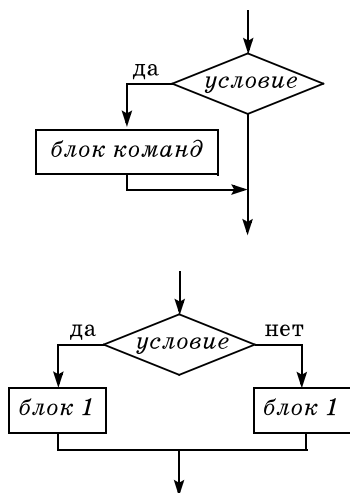 да
условие
блок команд
да
условие
нет
блок 1
блок 1